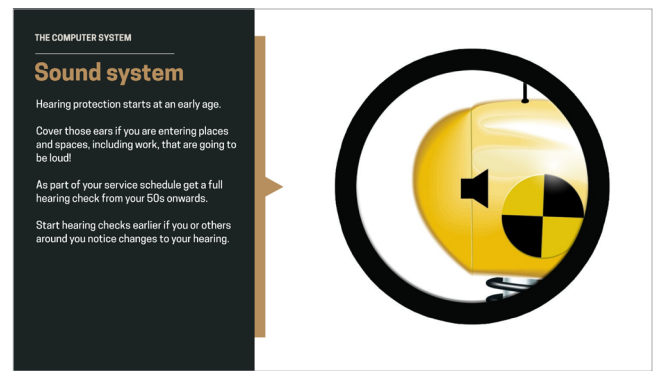 THE COMPUTER SYSTEM
Sound system
Hearing protection starts at an early age.
Cover those ears if you are entering places
and spaces, including work, that are going to
be loud!
As part of your service schedule get a full
hearing check from your 50s onwards.
Start hearing checks earlier if you or others
around you notice changes to your hearing.